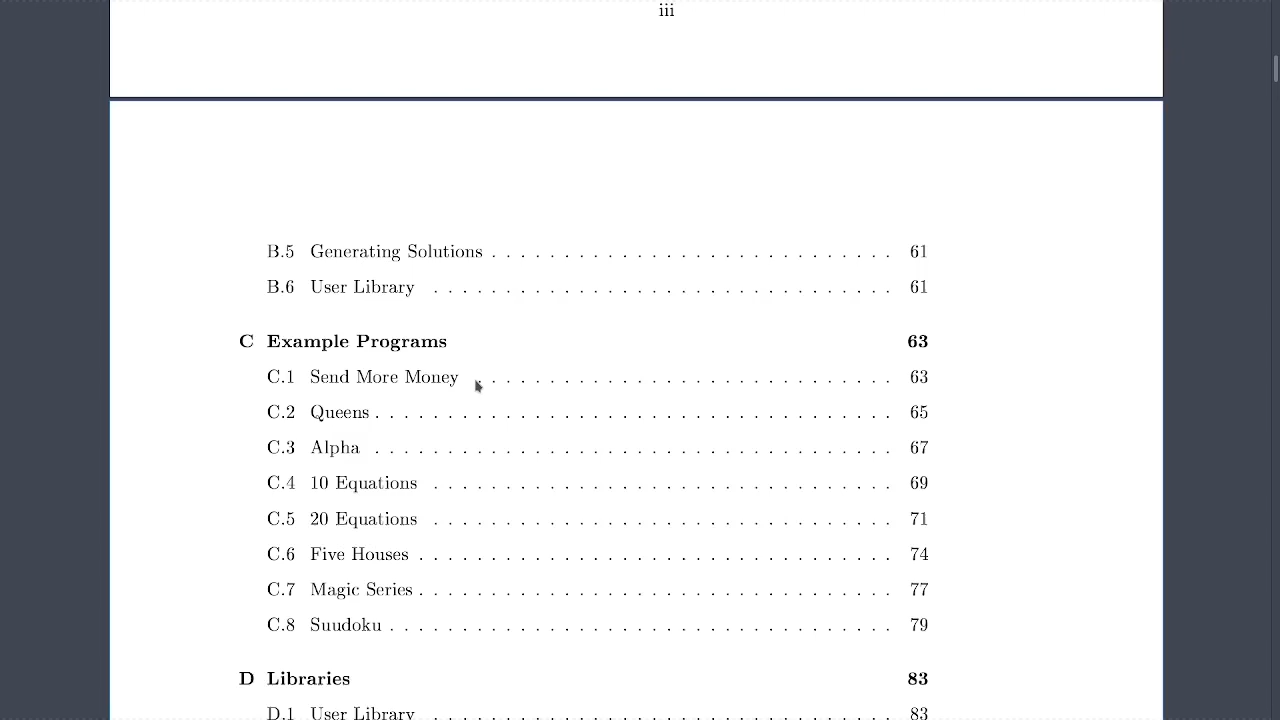 iii
B.5 Generating Solutions . . . . . . . . . . . . . . . . . . . . . . . . . . . . 61
B.6 User Library . . . . . . . . . . . . . . . . . . . . . . . . . . . . . . . . 61
C Example Programs 63
C.1 Send More Money . . . . . . . . . . . . . . . . . . . . . . . . . . . . . 63
C.2 Queens . . . . . . . . . . . . . . . . . . . . . . . . . . . . . . . . . . . . 65
C.3 Alpha . . . . . . . . . . . . . . . . . . . . . . . . . . . . . . . . . . . . 67
C.4 10 Equations . . . . . . . . . . . . . . . . . . . . . . . . . . . . . . . . 69
C.5 20 Equations . . . . . . . . . . . . . . . . . . . . . . . . . . . . . . . . 71
C.6 Five Houses . . . . . . . . . . . . . . . . . . . . . . . . . . . . . . . . . 74
C.7 Magic Series . . . . . . . . . . . . . . . . . . . . . . . . . . . . . . . . . 77
C.8 Suudoku . . . . . . . . . . . . . . . . . . . . . . . . . . . . . . . . . . . 79
D Libraries 83
D.1 User Library . . . . . . . . . . . . . . . . . . . . . . . . . . . . . . . . 83